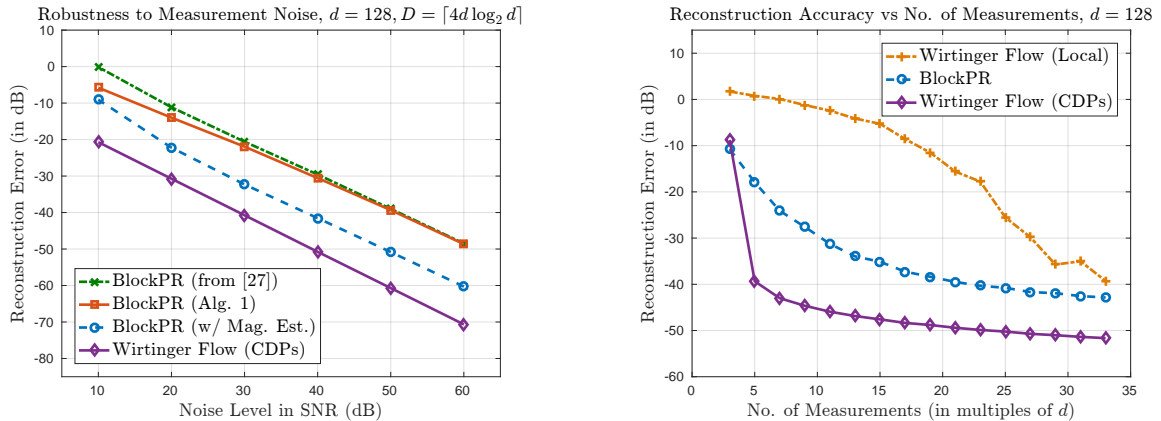 Robustness to Measurement Noise, d = 128, D = ⌈4d log₂ d⌉
Reconstruction Error (in dB)
10
0
-10
-20
-30
-40
-50
-60
-70
-80
BlockPR (from [27])
BlockPR (Alg. 1)
BlockPR (w/ Mag. Est.)
Wirtinger Flow (CDPs)
10
20
30
40
50
60
Noise Level in SNR (dB)
Reconstruction Accuracy vs No. of Measurements, d = 128
Reconstruction Error (in dB)
10
0
-10
-20
-30
-40
-50
-60
Wirtinger Flow (Local)
BlockPR
Wirtinger Flow (CDPs)
0
5
10
15
20
25
30
35
No. of Measurements (in multiples of d)